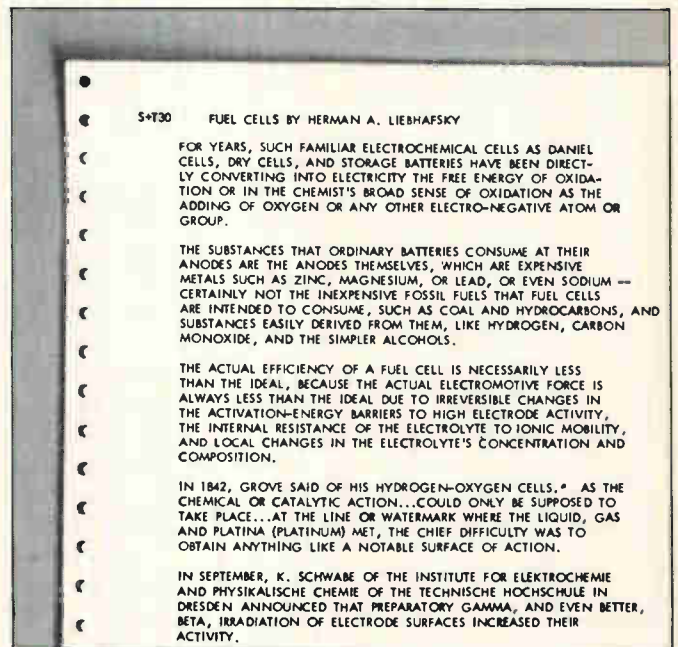 S+T30 FUEL CELLS BY HERMAN A. LIEBHAFSKY
FOR YEARS, SUCH FAMILIAR ELECTROCHEMICAL CELLS AS DANIEL
CELLS, DRY CELLS, AND STORAGE BATTERIES HAVE BEEN DIRECT-
LY CONVERTING INTO ELECTRICITY THE FREE ENERGY OF OXIDA-
TION OR IN THE CHEMIST'S BROAD SENSE OF OXIDATION AS THE
ADDING OF OXYGEN OR ANY OTHER ELECTRO-NEGATIVE ATOM OR
GROUP.
THE SUBSTANCES THAT ORDINARY BATTERIES CONSUME AT THEIR
ANODES ARE THE ANODES THEMSELVES, WHICH ARE EXPENSIVE
METALS SUCH AS ZINC, MAGNESIUM, OR LEAD, OR EVEN SODIUM --
CERTAINLY NOT THE INEXPENSIVE FOSSIL FUELS THAT FUEL CELLS
ARE INTENDED TO CONSUME, SUCH AS COAL AND HYDROCARBONS, AND
SUBSTANCES EASILY DERIVED FROM THEM, LIKE HYDROGEN, CARBON
MONOXIDE, AND THE SIMPLER ALCOHOLS.
THE ACTUAL EFFICIENCY OF A FUEL CELL IS NECESSARILY LESS
THAN THE IDEAL, BECAUSE THE ACTUAL ELECTROMOTIVE FORCE IS
ALWAYS LESS THAN THE IDEAL DUE TO IRREVERSIBLE CHANGES IN
THE ACTIVATION-ENERGY BARRIERS TO HIGH ELECTRODE ACTIVITY,
THE INTERNAL RESISTANCE OF THE ELECTROLYTE TO IONIC MOBILITY,
AND LOCAL CHANGES IN THE ELECTROLYTE'S CONCENTRATION AND
COMPOSITION.
IN 1842, GROVE SAID OF HIS HYDROGEN-OXYGEN CELLS," AS THE
CHEMICAL OR CATALYTIC ACTION...COULD ONLY BE SUPPOSED TO
TAKE PLACE...AT THE LINE OR WATERMARK WHERE THE LIQUID, GAS
AND PLATINA (PLATINUM) MET, THE CHIEF DIFFICULTY WAS TO
OBTAIN ANYTHING LIKE A NOTABLE SURFACE OF ACTION.
IN SEPTEMBER, K. SCHWABE OF THE INSTITUTE FOR ELEKTROCHEMIE
AND PHYSIKALISCHE CHEMIE OF THE TECHNISCHE HOCHSCHULE IN
DRESDEN ANNOUNCED THAT PREPARATORY GAMMA, AND EVEN BETTER,
BETA, IRRADIATION OF ELECTRODE SURFACES INCREASED THEIR
ACTIVITY.